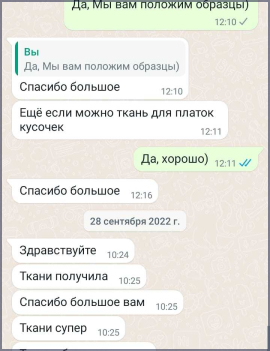 Да, Мы вам положим образцы)
12:10
Вы
Да, Мы вам положим образцы)
Спасибо большое
12:10
Ещё если можно ткань для платок
кусочек
12:11
Да, хорошо)
12:11
Спасибо большое
12:16
28 сентября 2022 г.
Здравствуйте
10:24
Ткани получила
10:25
Спасибо большое вам
10:25
Ткани супер
10:25